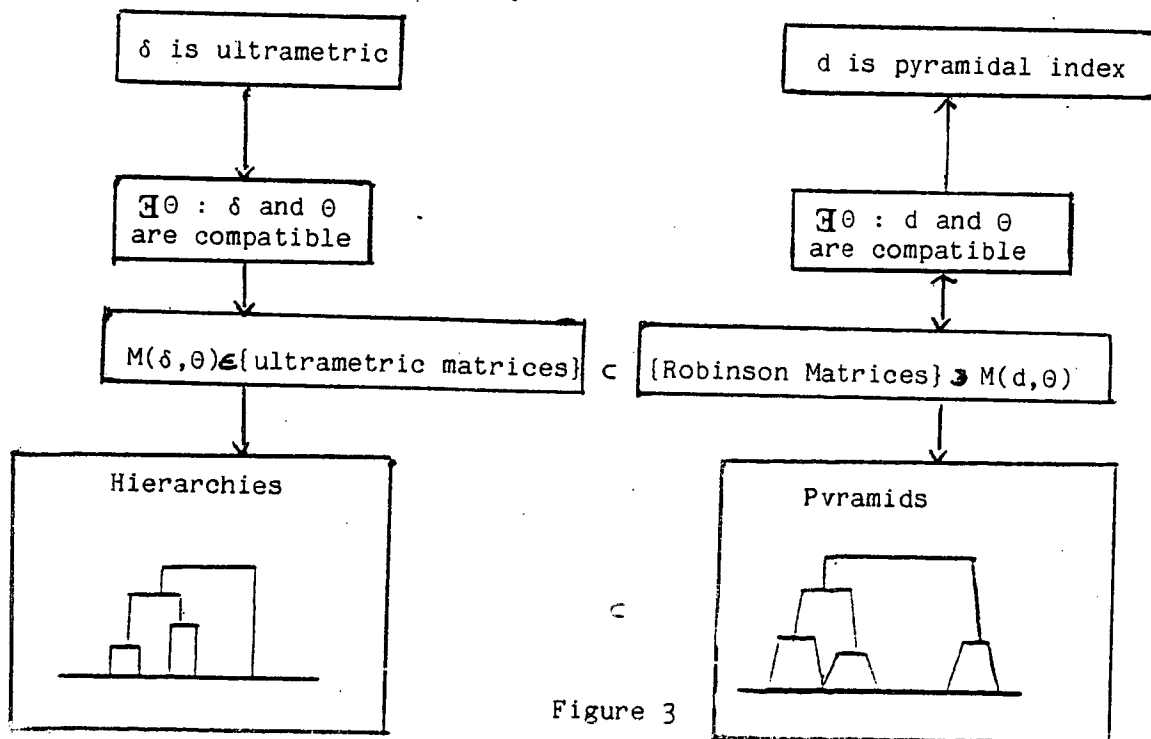 δ is ultrametric
d is pyramidal index
∃Θ : δ and Θ
are compatible
∃Θ : d and Θ
are compatible
M(δ,Θ)∈{ultrametric matrices}
⊂
{Robinson Matrices} ∋ M(d,Θ)
Hierarchies
Pvramids
⊂
Figure 3